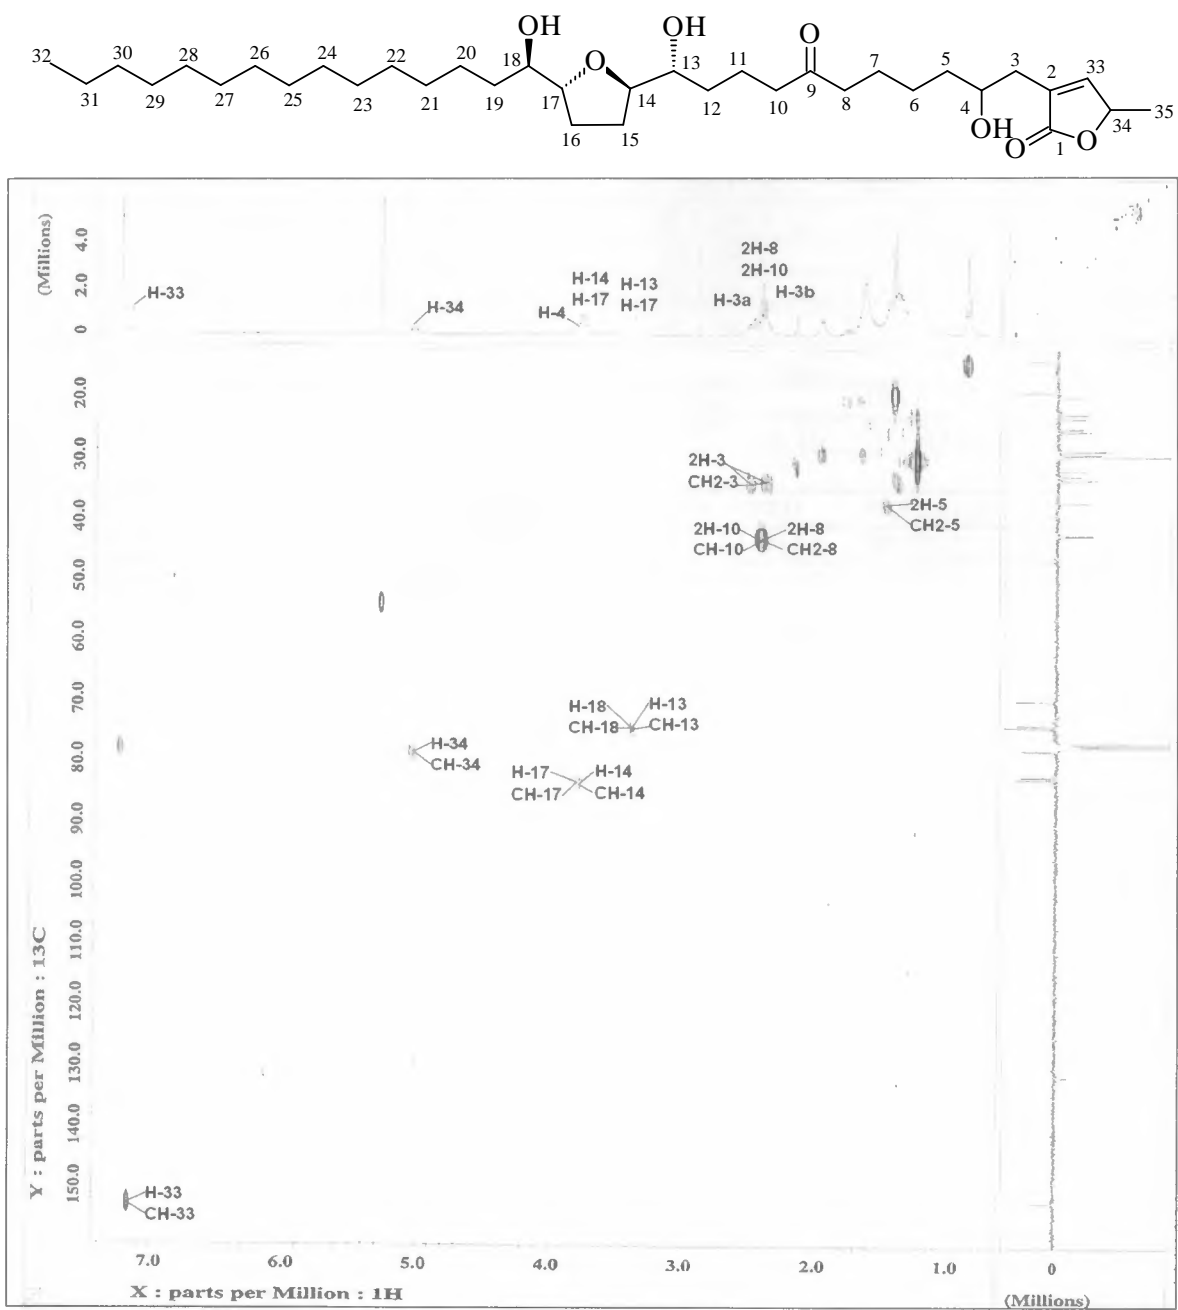 OH OH O
32 30 28 26 24 22 20 18 O 13 11 7 5 3 2 33
31 29 27 25 23 21 19 17 14 12 10 9 8 6 4 34 35
16 15 OH O 1 O
(Millions)
4.0
2.0
0
H-33
H-34
H-4
H-14
H-17
H-13
H-17
2H-8
2H-10
H-3a
H-3b
Y : parts per Million : 13C
20.0
30.0
40.0
50.0
60.0
70.0
80.0
90.0
100.0
110.0
120.0
130.0
140.0
150.0
2H-3
CH2-3
2H-5
CH2-5
2H-10 2H-8
CH-10 CH2-8
H-18 H-13
CH-18 CH-13
H-34
CH-34
H-17 H-14
CH-17 CH-14
H-33
CH-33
7.0 6.0 5.0 4.0 3.0 2.0 1.0 0
X : parts per Million : 1H
(Millions)